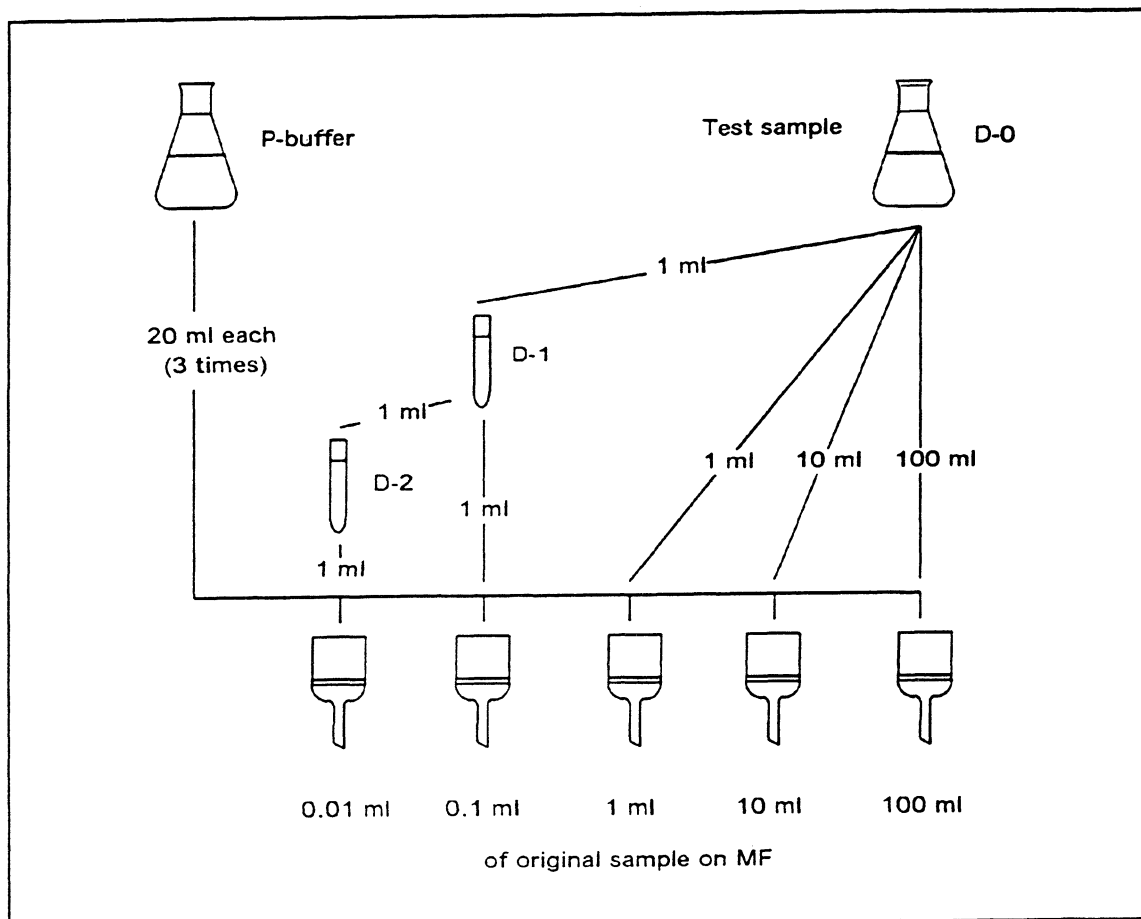 P-buffer
Test sample
D-0
1 ml
20 ml each
(3 times)
D-1
1 ml
D-2
1 ml
10 ml
100 ml
1 ml
1 ml
0.01 ml
0.1 ml
1 ml
10 ml
100 ml
of original sample on MF